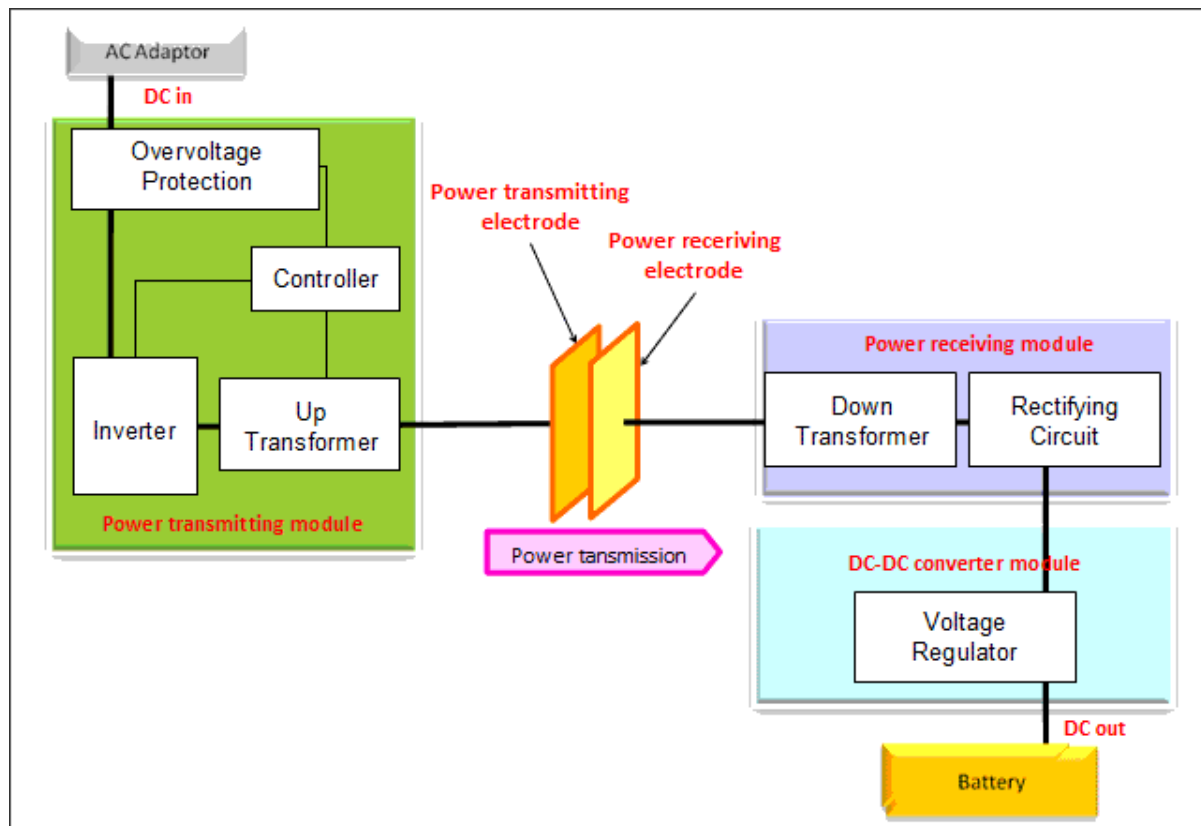 AC Adaptor
DC in
Overvoltage
Protection
Controller
Inverter
Up
Transformer
Power transmitting module
Power transmitting
electrode
Power receriving
electrode
Power tansmission
Power receiving module
Down
Transformer
Rectifying
Circuit
DC-DC converter module
Voltage
Regulator
DC out
Battery